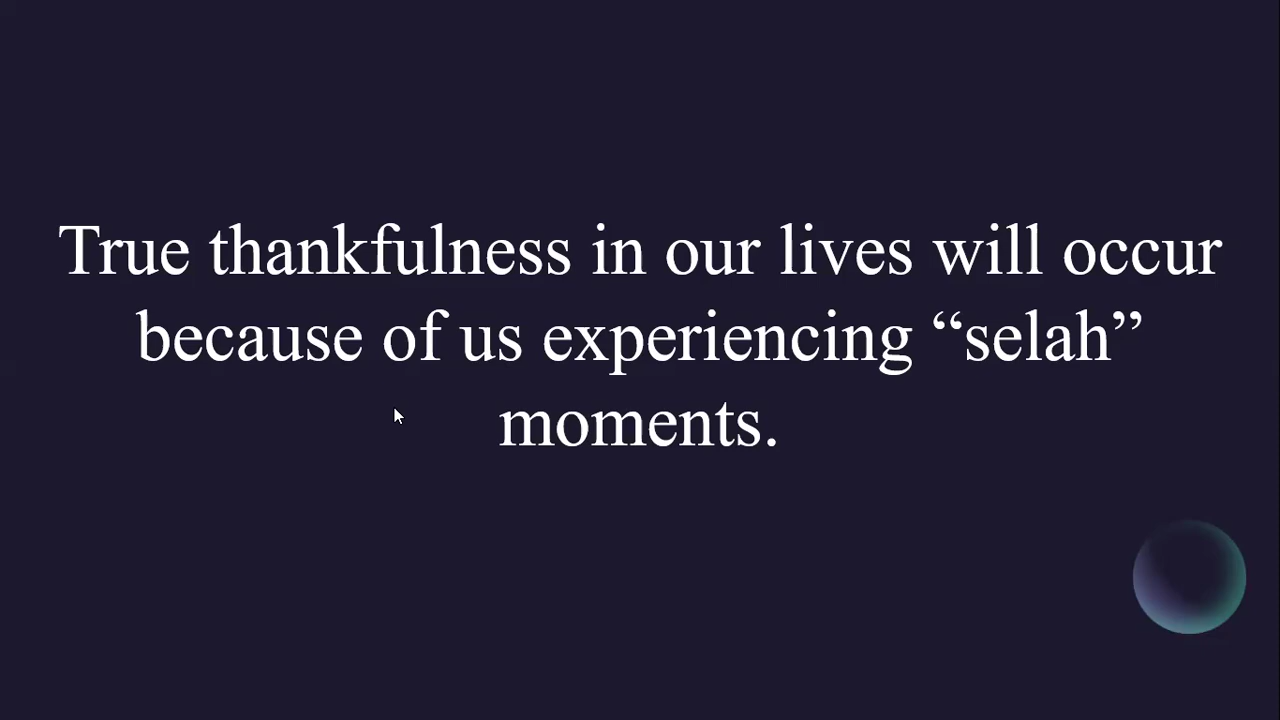 True thankfulness in our lives will occur
because of us experiencing “selah”
moments.